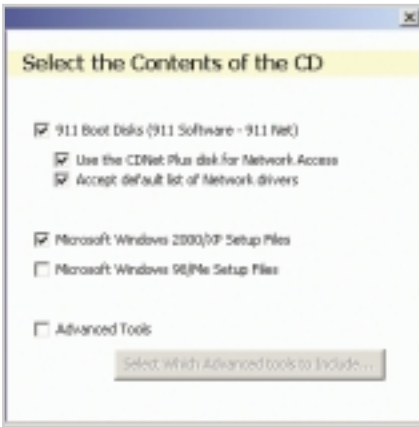 Select the Contents of the CD
911 Boot Disks (911 Software - 911 Net)
Use the CDNet Plus disk for Network Access
Accept default list of Network drivers
Microsoft Windows 2000/XP Setup Files
Microsoft Windows 98/Me Setup Files
Advanced Tools
Select Which Advanced tools to Include...